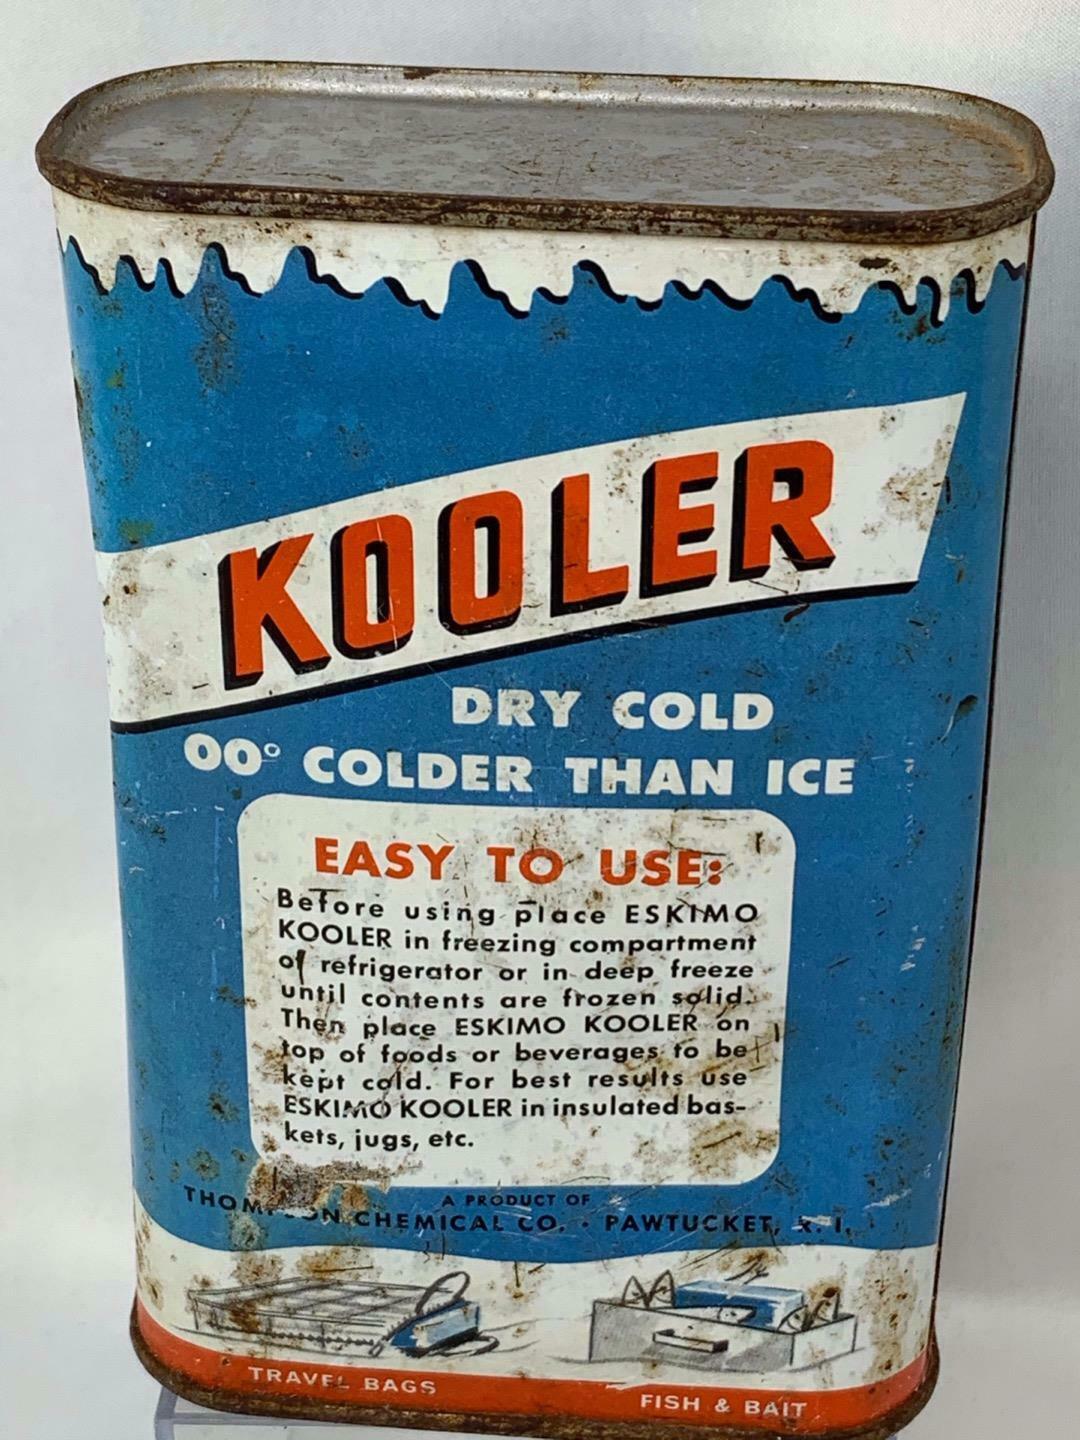 KOOLER
DRY COLD
00° COLDER THAN ICE
EASY TO USE:
Before using place ESKIMO
KOOLER in freezing compartment
of refrigerator or in deep freeze
until contents are frozen solid.
Then place ESKIMO KOOLER on
top of foods or beverages to be
kept cold. For best results use
ESKIMO KOOLER in insulated bas-
kets, jugs, etc.
A PRODUCT OF
THOMPSON CHEMICAL CO. • PAWTUCKET, R. I.
TRAVEL BAGS
FISH & BAIT